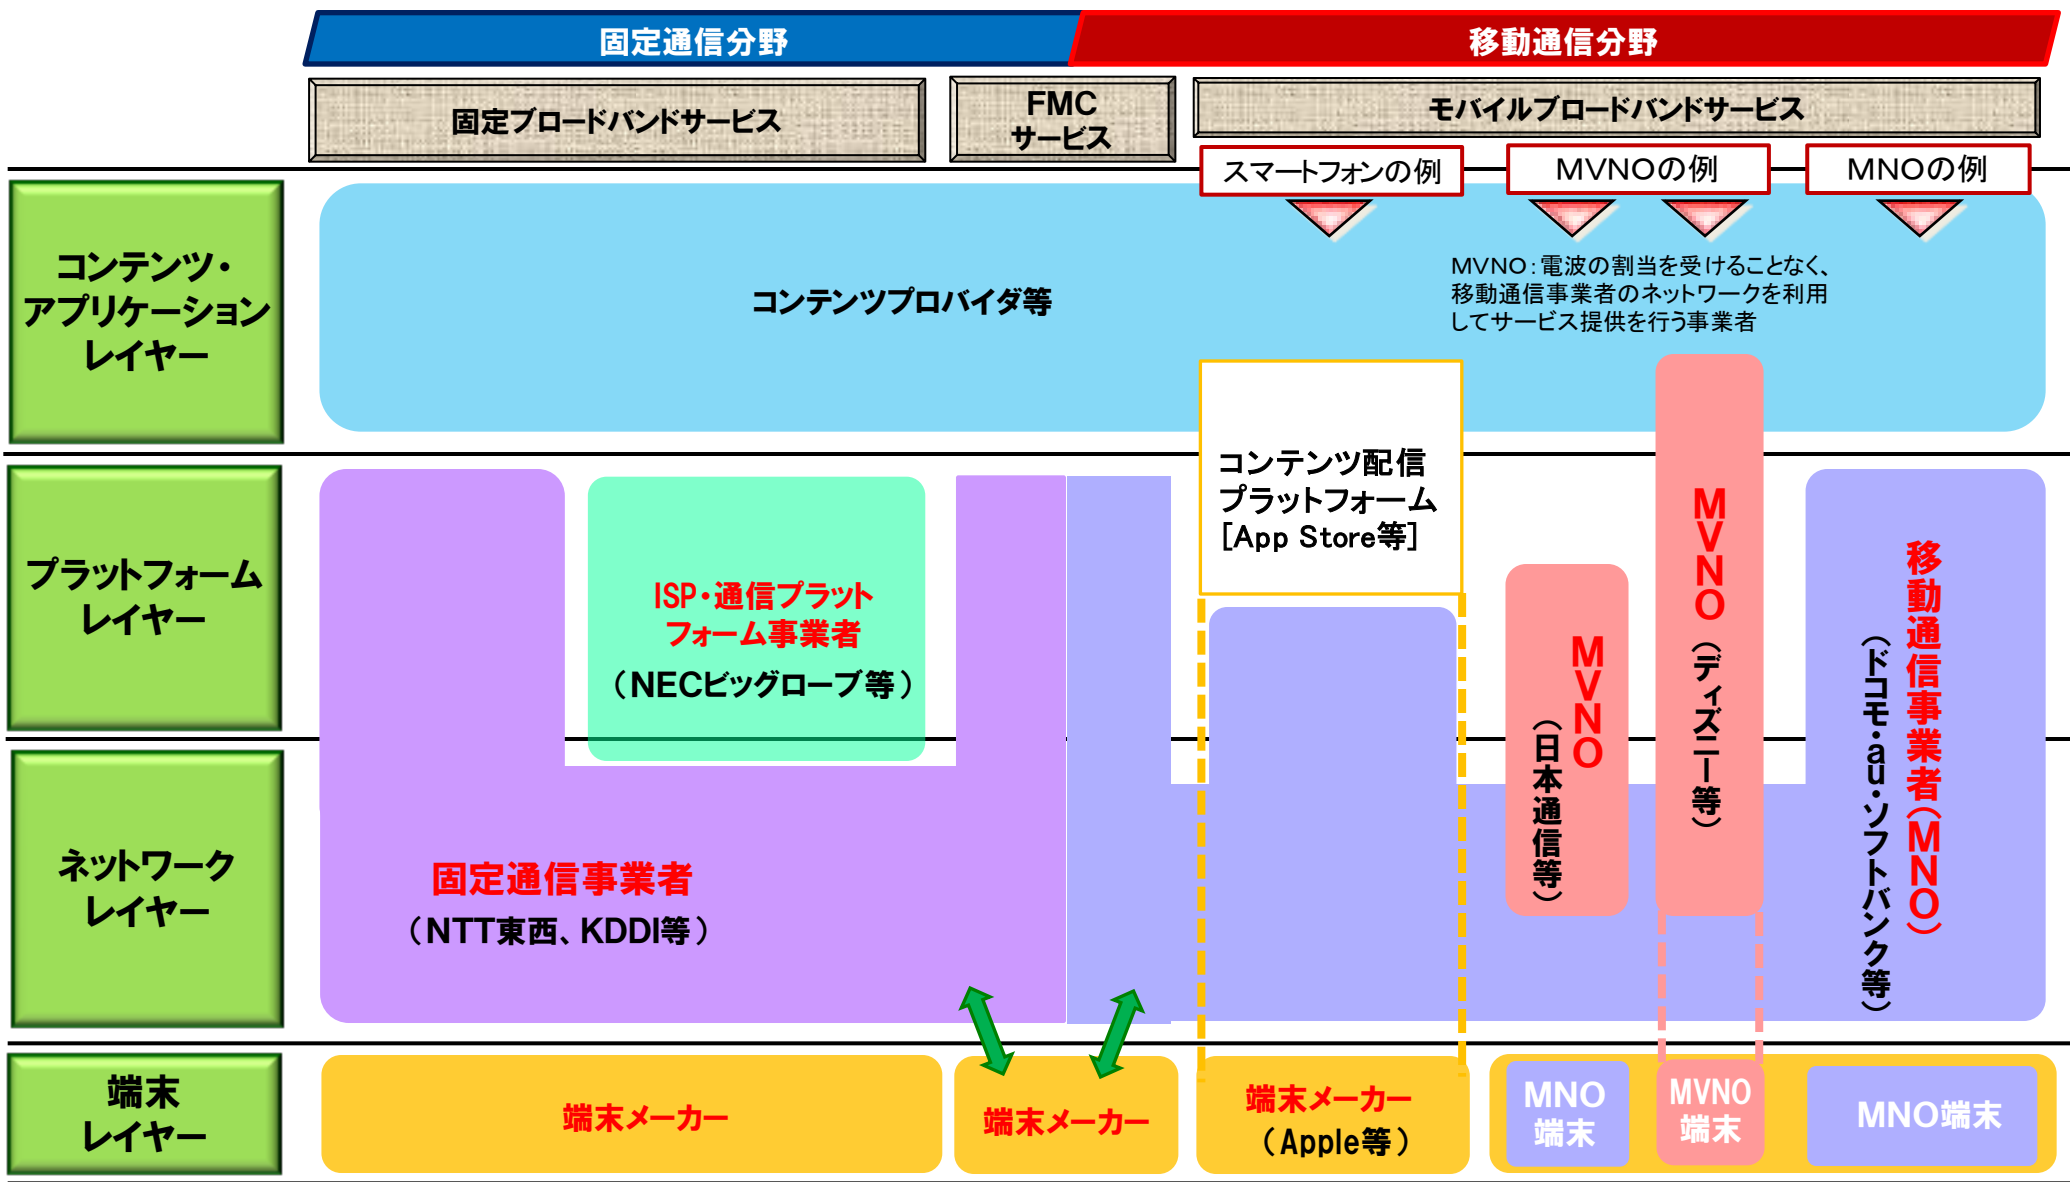 固定通信分野
移動通信分野
固定ブロードバンドサービス
FMC
サービス
モバイルブロードバンドサービス
スマートフォンの例
MVNOの例
MNOの例
コンテンツ・
アプリケーション
レイヤー
コンテンツプロバイダ等
MVNO:電波の割当を受けることなく、
移動通信事業者のネットワークを利用
してサービス提供を行う事業者
プラットフォーム
レイヤー
ISP・通信プラット
フォーム事業者
（NECビッグローブ等）
コンテンツ配信
プラットフォーム
[App Store等]
MVNO
（日本通信等）
MVNO
（ディズニー等）
移動通信事業者（MNO）
（ドコモ・au・ソフトバンク等）
ネットワーク
レイヤー
固定通信事業者
（NTT東西、KDDI等）
端末
レイヤー
端末メーカー
端末メーカー
端末メーカー
（Apple等）
MNO
端末
MVNO
端末
MNO端末